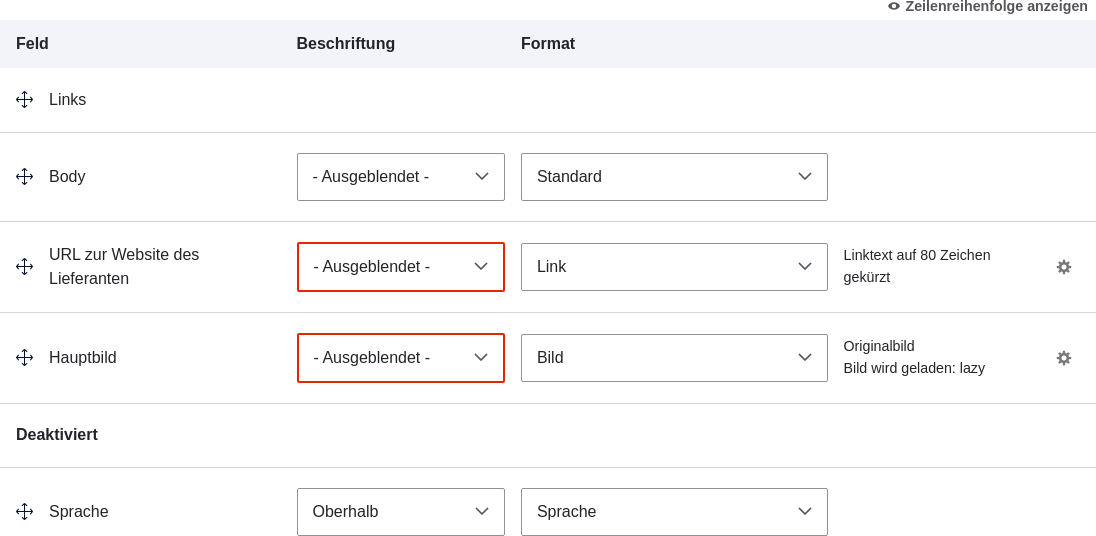 Zeilenreihenfolge anzeigen
Feld Beschriftung Format
Links
Body - Ausgeblendet - Standard
URL zur Website des
Lieferanten
- Ausgeblendet - Link
Linktext auf 80 Zeichen
gekürzt
Hauptbild - Ausgeblendet - Bild
Originalbild
Bild wird geladen: lazy
Deaktiviert
Sprache Oberhalb Sprache